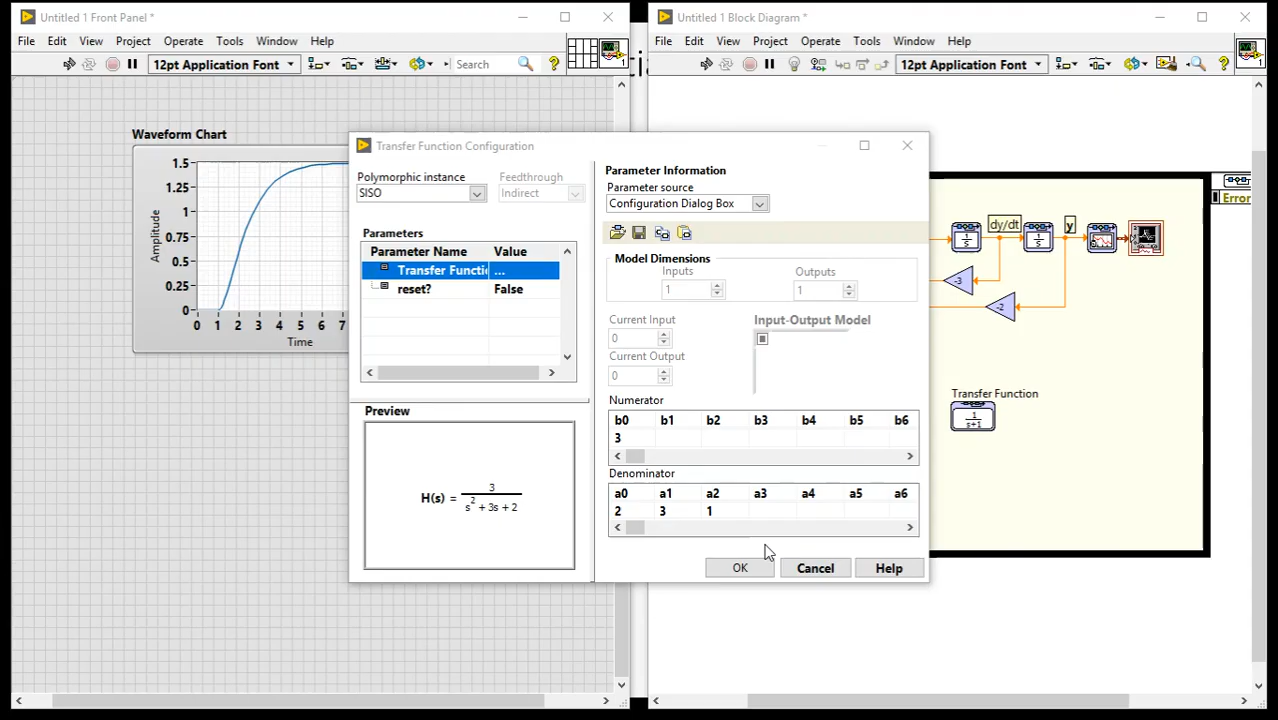 Untitled 1 Front Panel *
File Edit View Project Operate Tools Window Help
12pt Application Font
Search
Waveform Chart
1.5
1.25
1
0.75
0.5
0.25
0
Amplitude
0 1 2 3 4 5 6 7
Time
Untitled 1 Block Diagram *
File Edit View Project Operate Tools Window Help
12pt Application Font
Error
dy/dt
y
1/s
1/s
-3
-2
Transfer Function
1/s+1
Transfer Function Configuration
Polymorphic instance
SISO
Feedthrough
Indirect
Parameters
Parameter Name Value
Transfer Functi ...
reset? False
Preview
H(s) = 3 / s² + 3s + 2
Parameter Information
Parameter source
Configuration Dialog Box
Model Dimensions
Inputs Outputs
1 1
Current Input
0
Current Output
0
Input-Output Model
Numerator
b0 b1 b2 b3 b4 b5 b6
3
Denominator
a0 a1 a2 a3 a4 a5 a6
2 3 1
OK Cancel Help